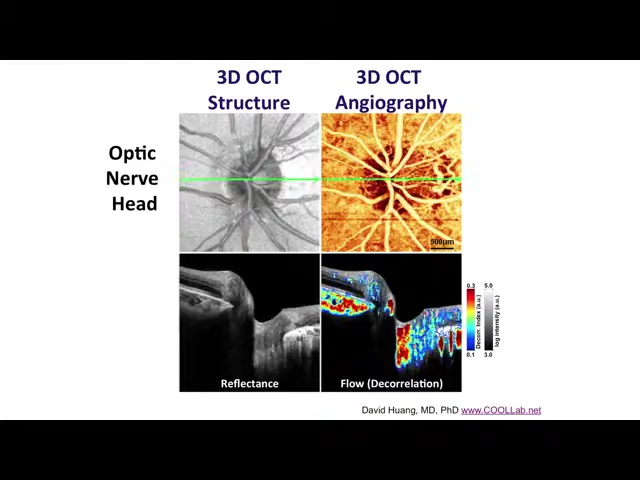 3D OCT
Structure
3D OCT
Angiography
Optic
Nerve
Head
500µm
0.3
5.0
Decorr. Index (a.u.)
log intensity (a.u.)
0.1
3.0
Reflectance
Flow (Decorrelation)
David Huang, MD, PhD www.COOLLab.net